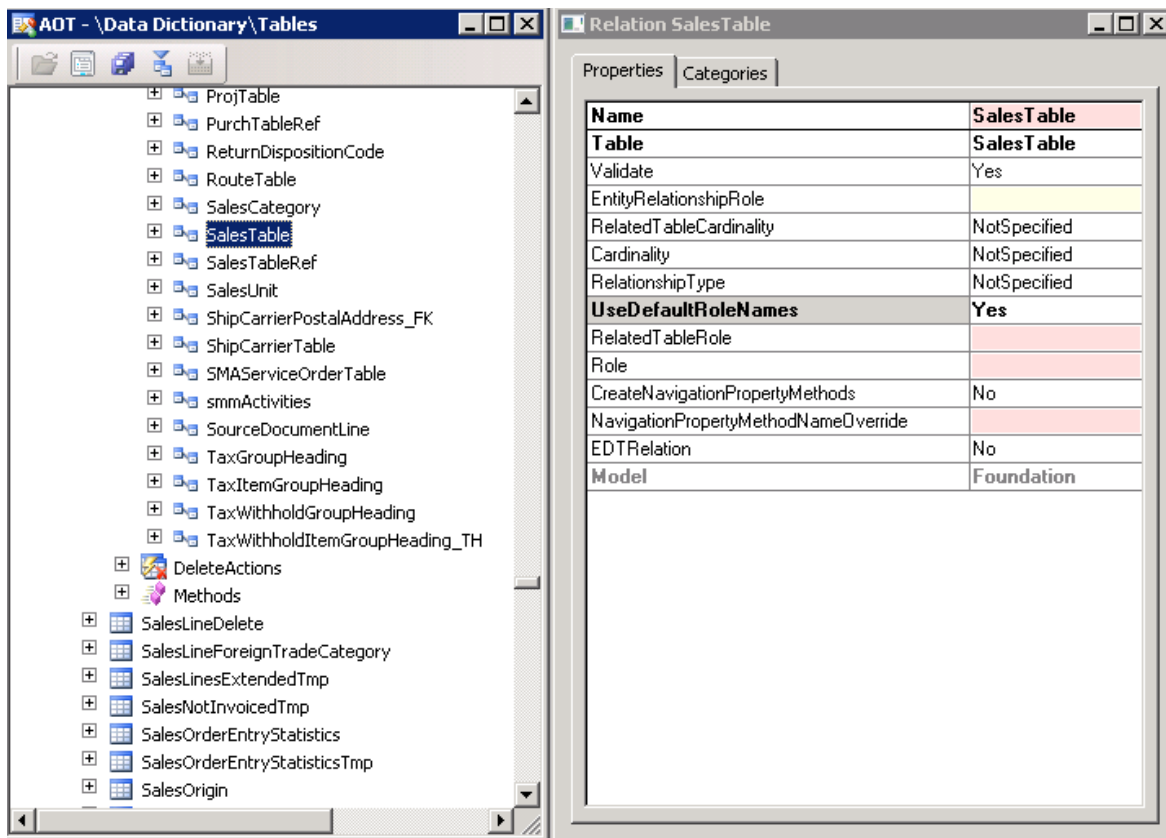 AOT - \Data Dictionary\Tables
ProjTable
PurchTableRef
ReturnDispositionCode
RouteTable
SalesCategory
SalesTable
SalesTableRef
SalesUnit
ShipCarrierPostalAddress_FK
ShipCarrierTable
SMAServiceOrderTable
smmActivities
SourceDocumentLine
TaxGroupHeading
TaxItemGroupHeading
TaxWithholdGroupHeading
TaxWithholdItemGroupHeading_TH
DeleteActions
Methods
SalesLineDelete
SalesLineForeignTradeCategory
SalesLinesExtendedTmp
SalesNotInvoicedTmp
SalesOrderEntryStatistics
SalesOrderEntryStatisticsTmp
SalesOrigin
Relation SalesTable
Properties Categories
Name SalesTable
Table SalesTable
Validate Yes
EntityRelationshipRole
RelatedTableCardinality NotSpecified
Cardinality NotSpecified
RelationshipType NotSpecified
UseDefaultRoleNames Yes
RelatedTableRole
Role
CreateNavigationPropertyMethods No
NavigationPropertyMethodNameOverride
EDTRelation No
Model Foundation